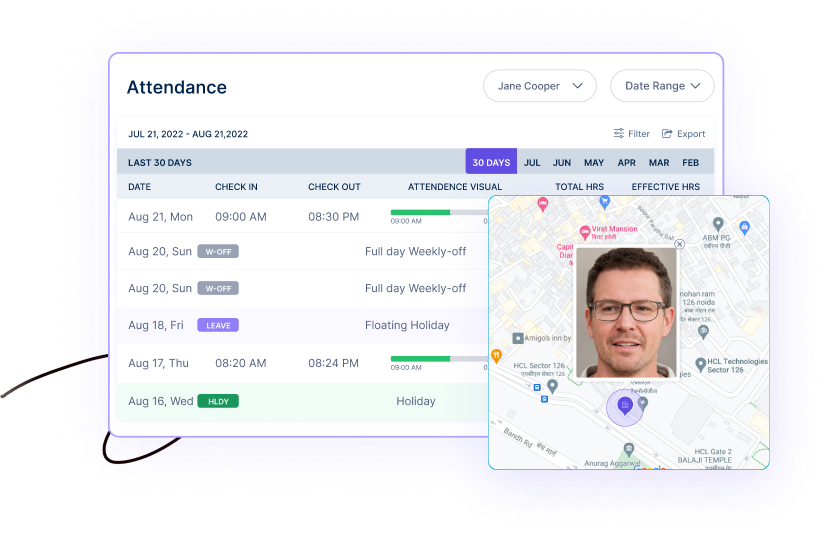 Attendance
Jane Cooper
Date Range
JUL 21, 2022 - AUG 21,2022
Filter
Export
LAST 30 DAYS
30 DAYS JUL JUN MAY APR MAR FEB
DATE CHECK IN CHECK OUT ATTENDENCE VISUAL TOTAL HRS EFFECTIVE HRS
Aug 21, Mon 09:00 AM 08:30 PM
09:00 AM
Aug 20, Sun W-OFF Full day Weekly-off
Aug 20, Sun W-OFF Full day Weekly-off
Aug 18, Fri LEAVE Floating Holiday
Aug 17, Thu 08:20 AM 08:24 PM
09:00 AM
Aug 16, Wed HLDY Holiday
Virat Mansion
ABM PG
एबीएम पीजी
Capi
Dian
mohan ram
126 noida
Amigo's inn by
HCL Sector 126
HCL Technologies
Sector 126
Bandh Rd
Anurag Aggarwal
Google
HCL Gate 2
BALAJI TEMPLE